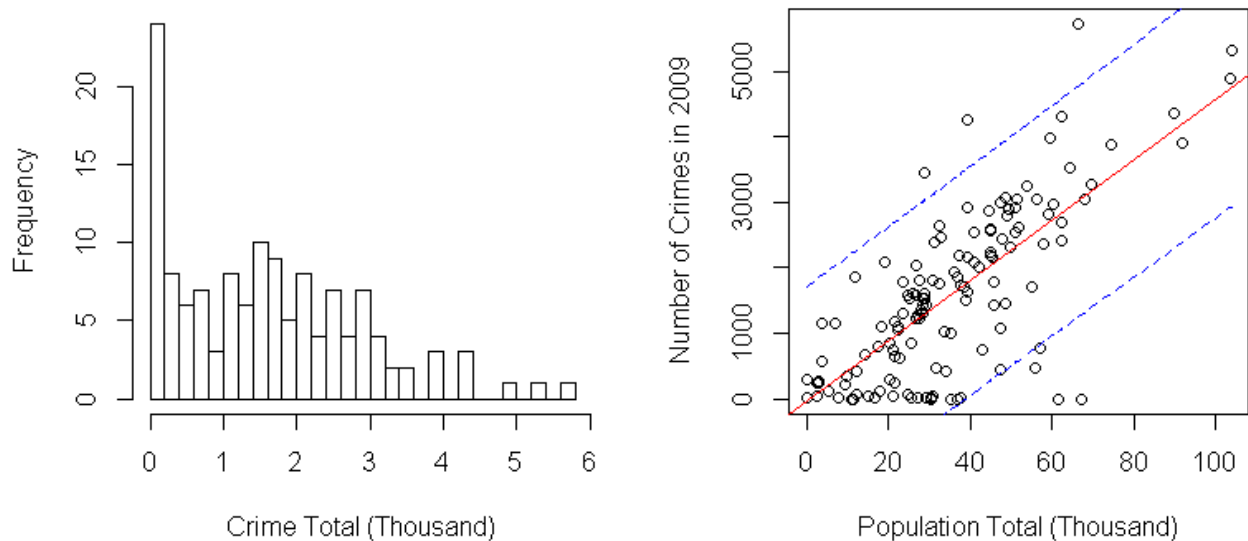 Frequency
20
15
10
5
0
0 1 2 3 4 5 6
Crime Total (Thousand)
Number of Crimes in 2009
5000
3000
1000
0
0 20 40 60 80 100
Population Total (Thousand)